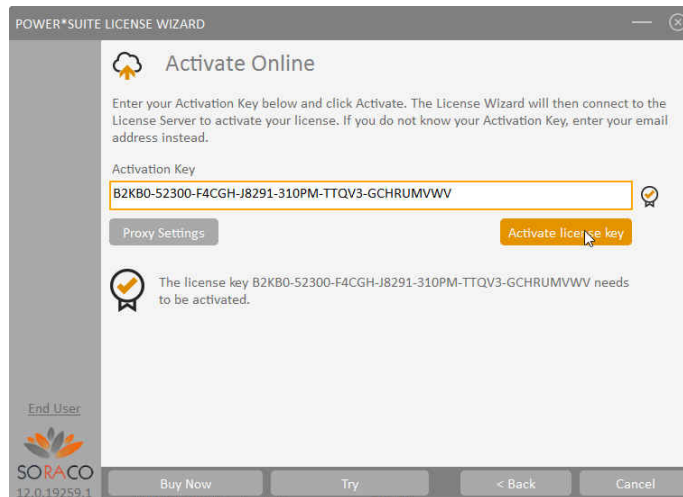 POWER*SUITE LICENSE WIZARD
Activate Online
Enter your Activation Key below and click Activate. The License Wizard will then connect to the
License Server to activate your license. If you do not know your Activation Key, enter your email
address instead.
Activation Key
B2KB0-52300-F4CGH-J8291-310PM-TTQV3-GCHRUMVWV
Proxy Settings
Activate license key
The license key B2KB0-52300-F4CGH-J8291-310PM-TTQV3-GCHRUMVWV needs
to be activated.
End User
SORACO
12.0.19259.1
Buy Now
Try
< Back
Cancel